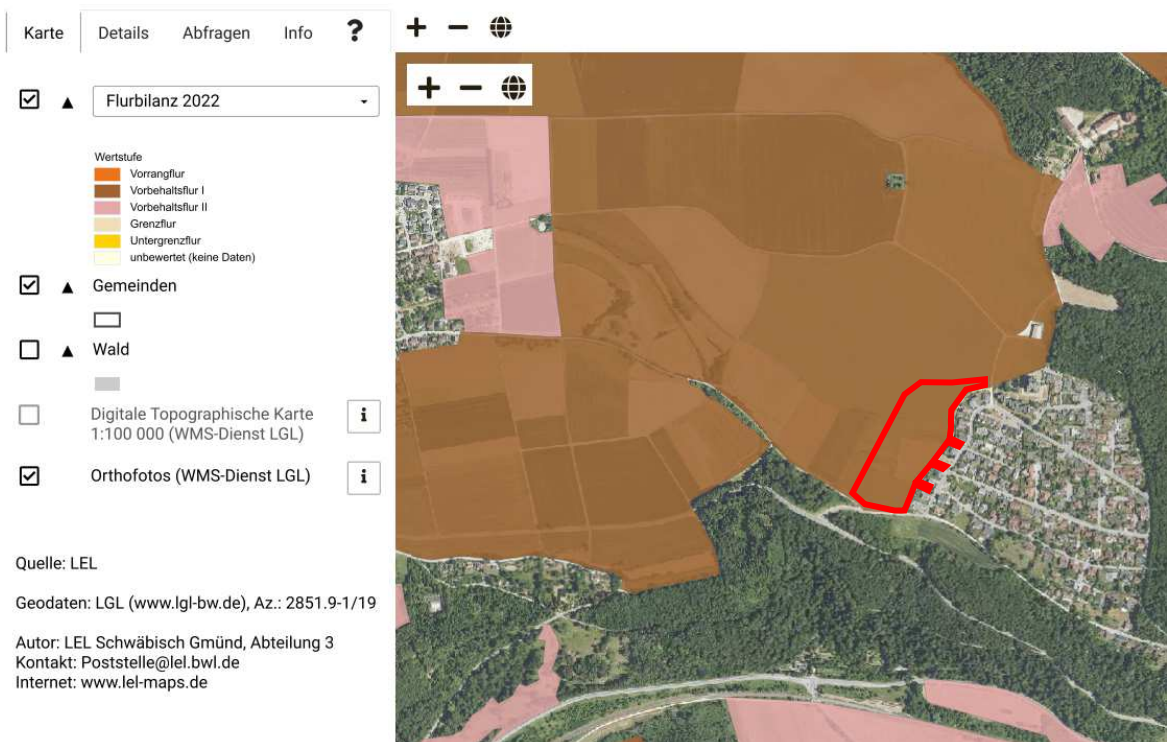 Karte Details Abfragen Info ?
Flurbilanz 2022
Wertstufe
Vorrangflur
Vorbehaltsflur I
Vorbehaltsflur II
Grenzflur
Untergrenzflur
unbewertet (keine Daten)
Gemeinden
Wald
Digitale Topographische Karte
1:100 000 (WMS-Dienst LGL)
i
Orthofotos (WMS-Dienst LGL)
i
Quelle: LEL
Geodaten: LGL (www.lgl-bw.de), Az.: 2851.9-1/19
Autor: LEL Schwäbisch Gmünd, Abteilung 3
Kontakt: Poststelle@lel.bwl.de
Internet: www.lel-maps.de